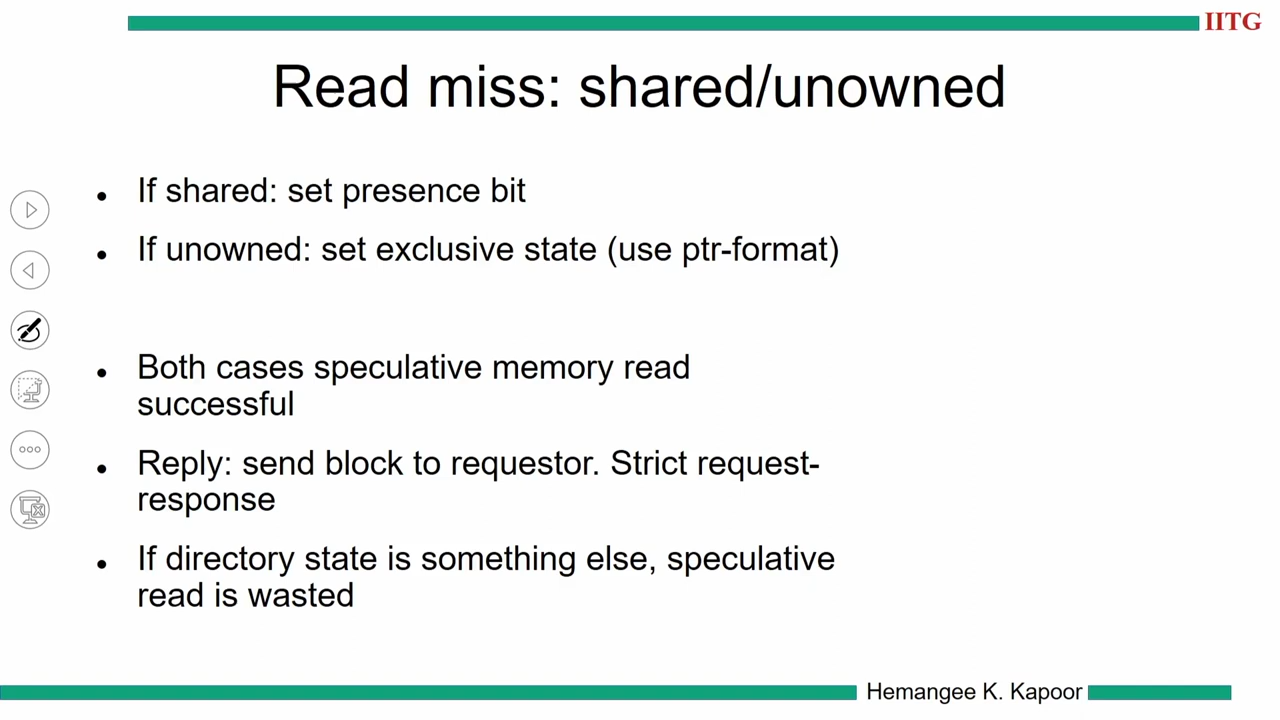 IITG
Read miss: shared/unowned
• If shared: set presence bit
• If unowned: set exclusive state (use ptr-format)
• Both cases speculative memory read
successful
• Reply: send block to requestor. Strict request-
response
• If directory state is something else, speculative
read is wasted
Hemangee K. Kapoor